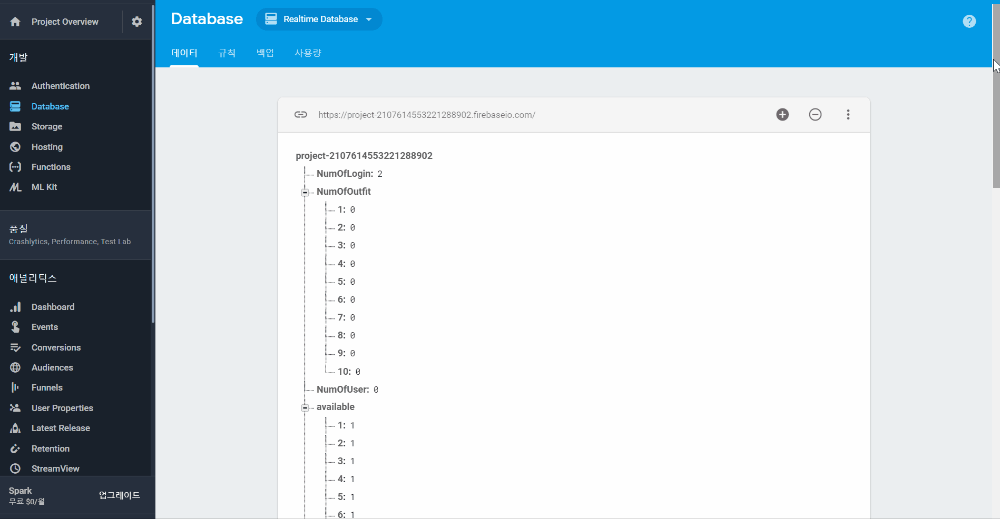 Project Overview
개발
Authentication
Database
Storage
Hosting
Functions
ML Kit
품질
Crashlytics, Performance, Test Lab
애널리틱스
Dashboard
Events
Conversions
Audiences
Funnels
User Properties
Latest Release
Retention
StreamView
Spark
무료 $0/월
업그레이드
Database
Realtime Database
데이터 규칙 백업 사용량
https://project-2107614553221288902.firebaseio.com/
project-2107614553221288902
NumOfLogin: 2
NumOfOutfit
1: 0
2: 0
3: 0
4: 0
5: 0
6: 0
7: 0
8: 0
9: 0
10: 0
NumOfUser: 0
available
1: 1
2: 1
3: 1
4: 1
5: 1
6: 1